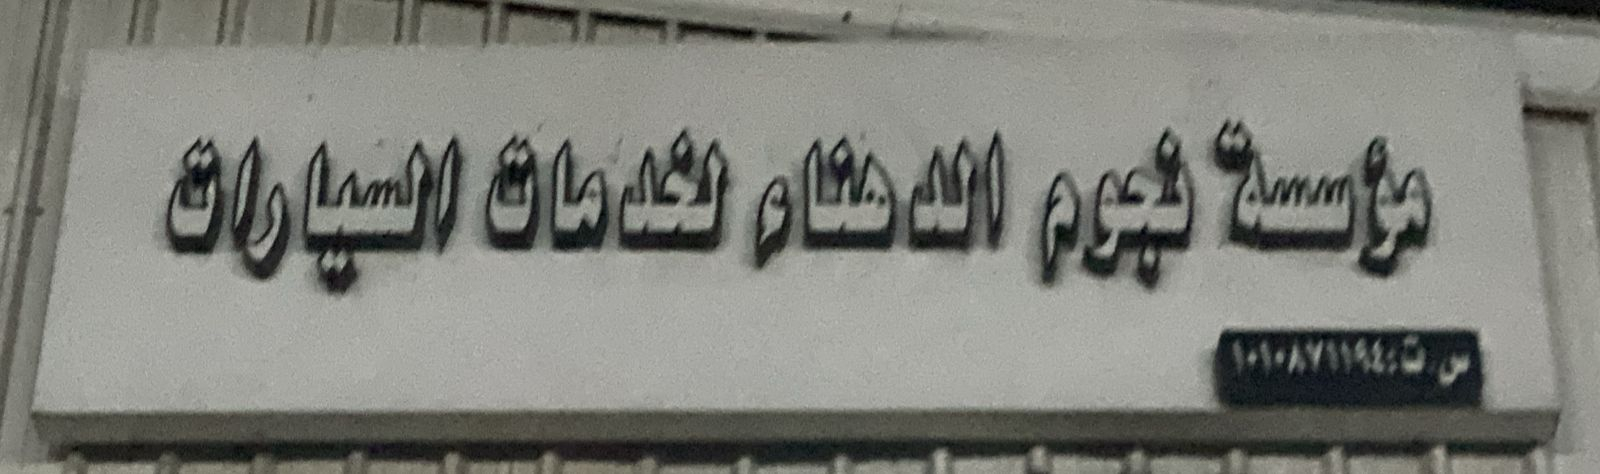 مؤسسة نجوم الدهناء لخدمات السيارات
س.ت:١٠١٠٨٧١١٩٤